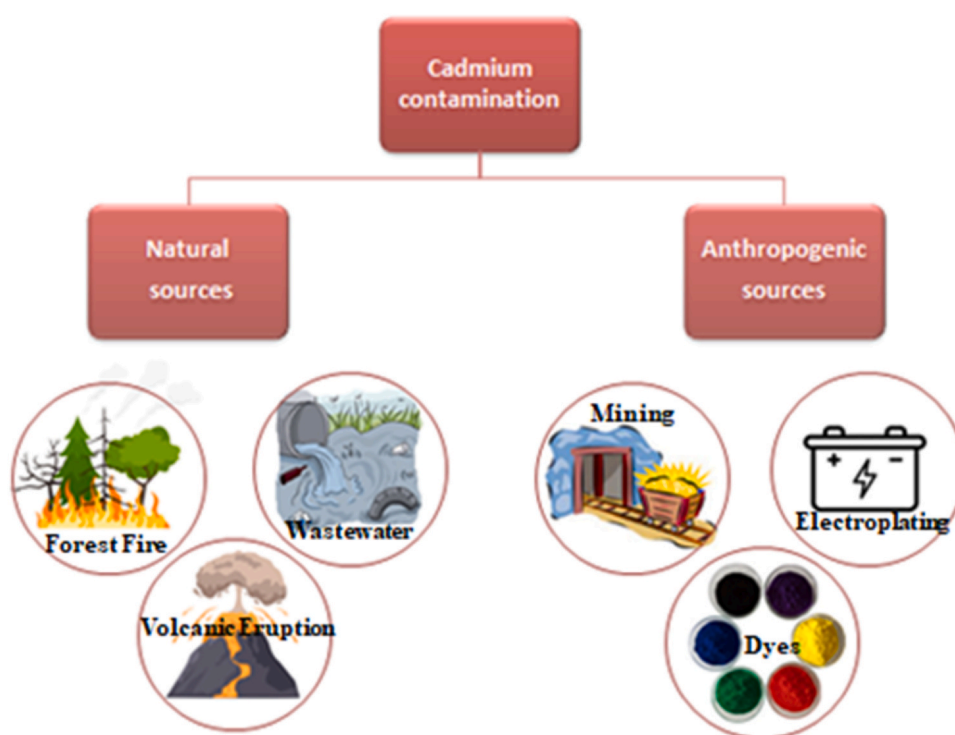 Cadmium
contamination
Natural
sources
Anthropogenic
sources
Forest Fire
Wastewater
Volcanic Eruption
Mining
Electroplating
Dyes